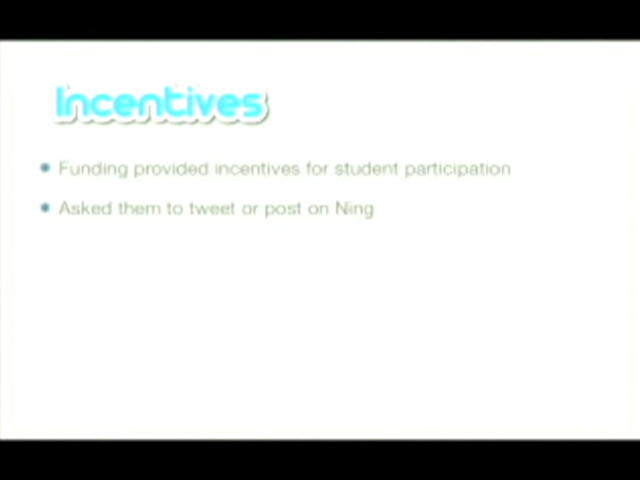 Incentives
Funding provided incentives for student participation
Asked them to tweet or post on Ning